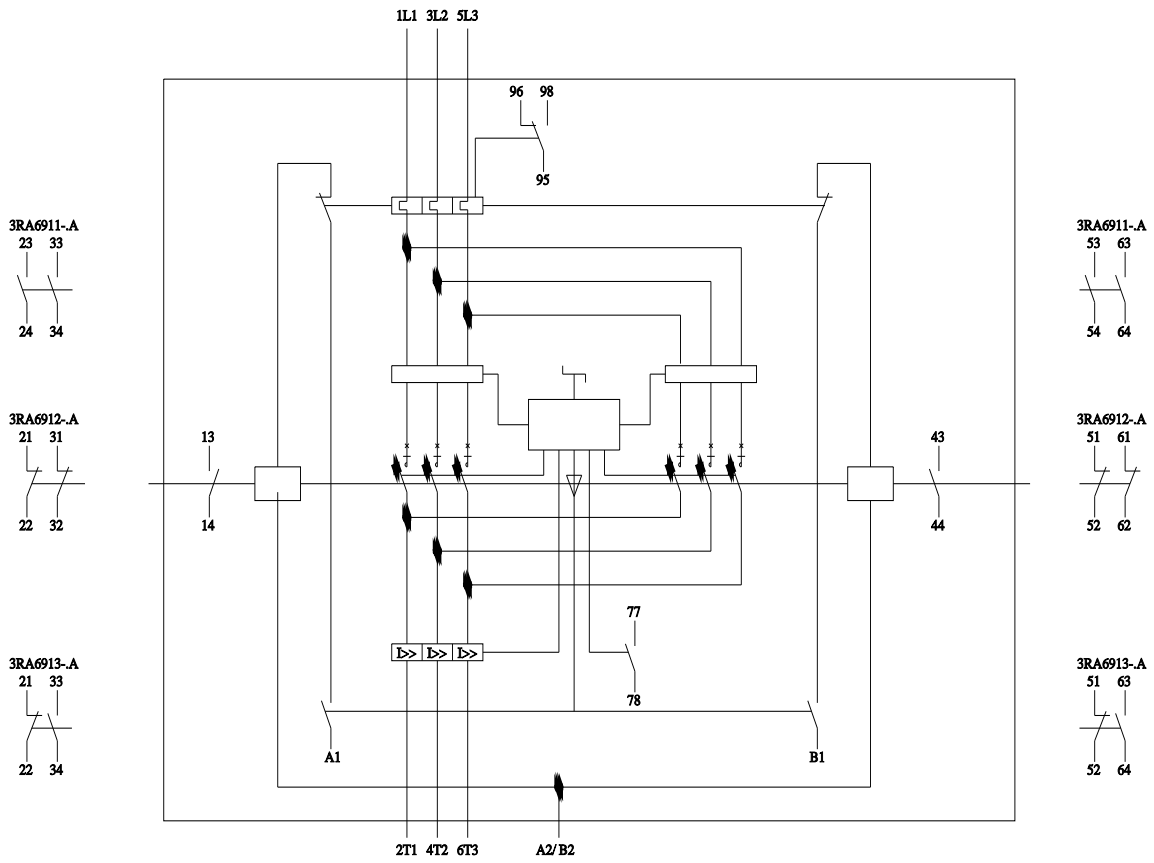 1L1 3L2 5L3
96 98
95
3RA6911-.A
23 33
24 34
3RA6911-.A
53 63
54 64
3RA6912-.A
21 31
22 32
13
14
43
44
3RA6912-.A
51 61
52 62
I>> I>> I>>
77
78
3RA6913-.A
21 33
22 34
3RA6913-.A
51 63
52 64
A1
B1
2T1 4T2 6T3 A2/ B2